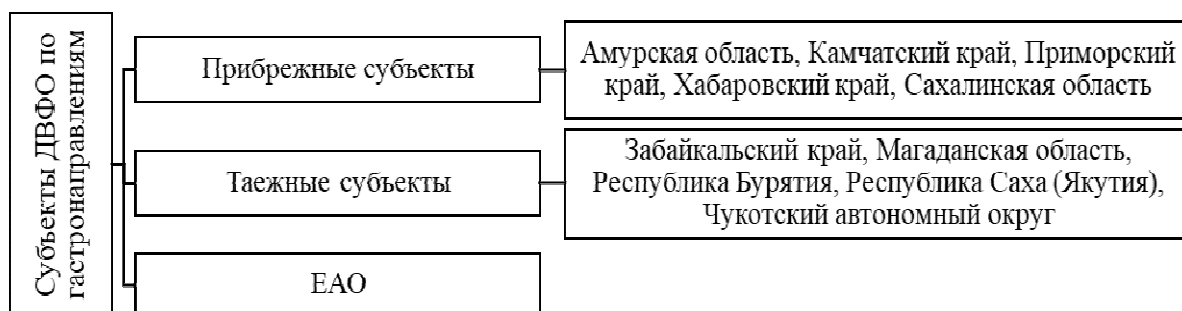 Субъекты ДВФО по
гастронаправлениям
Прибрежные субъекты
Амурская область, Камчатский край, Приморский
край, Хабаровский край, Сахалинская область
Таежные субъекты
Забайкальский край, Магаданская область,
Республика Бурятия, Республика Саха (Якутия),
Чукотский автономный округ
ЕАО